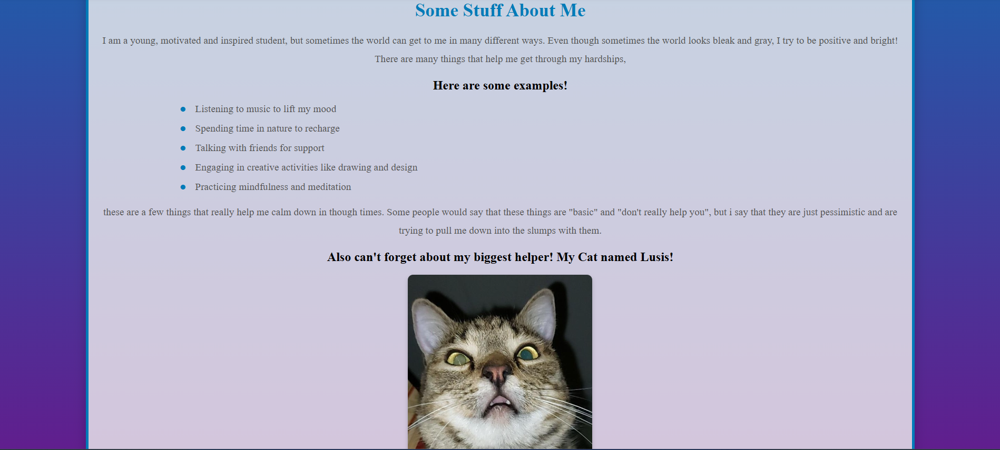 Some Stuff About Me
I am a young, motivated and inspired student, but sometimes the world can get to me in many different ways. Even though sometimes the world looks bleak and gray, I try to be positive and bright!
There are many things that help me get through my hardships,
Here are some examples!
Listening to music to lift my mood
Spending time in nature to recharge
Talking with friends for support
Engaging in creative activities like drawing and design
Practicing mindfulness and meditation
these are a few things that really help me calm down in though times. Some people would say that these things are "basic" and "don't really help you", but i say that they are just pessimistic and are
trying to pull me down into the slumps with them.
Also can't forget about my biggest helper! My Cat named Lusis!